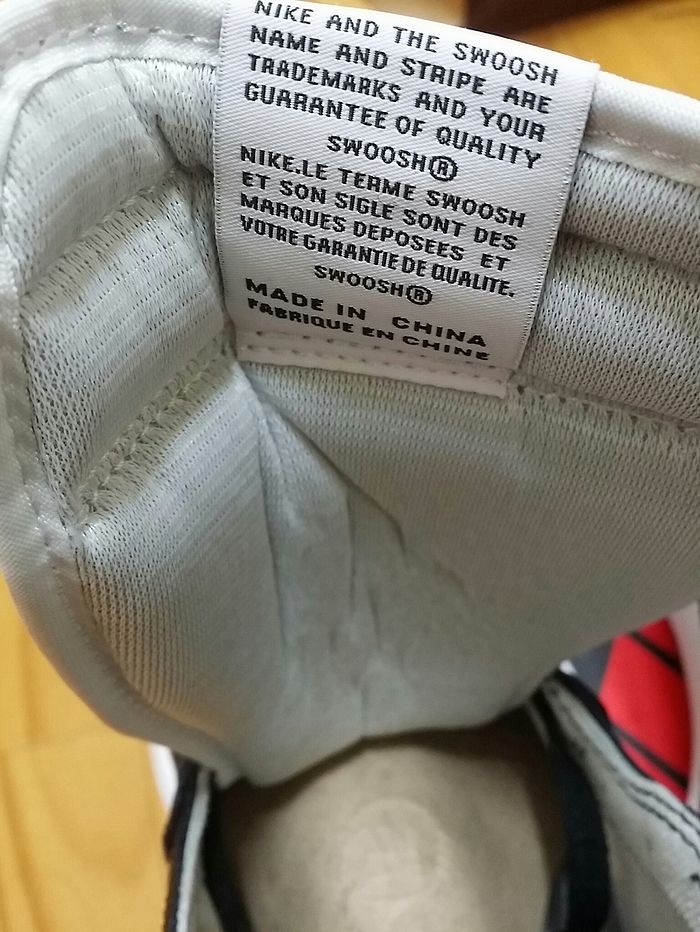 NIKE AND THE SWOOSH
NAME AND STRIPE ARE
TRADEMARKS AND YOUR
GUARANTEE OF QUALITY
SWOOSH®
NIKE.LE TERME SWOOSH
ET SON SIGLE SONT DES
MARQUES DEPOSEES ET
VOTRE GARANTIE DE QUALITE.
SWOOSH®
MADE IN CHINA
FABRIQUE EN CHINE